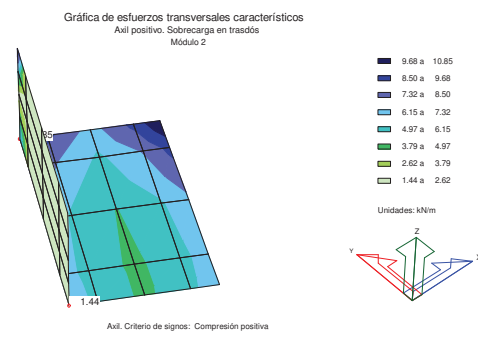 Gráfica de esfuerzos transversales característicos
Axil positivo. Sobrecarga en trasdós
Módulo 2
9.68 a 10.85
8.50 a 9.68
7.32 a 8.50
6.15 a 7.32
4.97 a 6.15
3.79 a 4.97
2.62 a 3.79
1.44 a 2.62
Unidades: kN/m
Z
Y
X
85
1.44
Axil. Criterio de signos: Compresión positiva